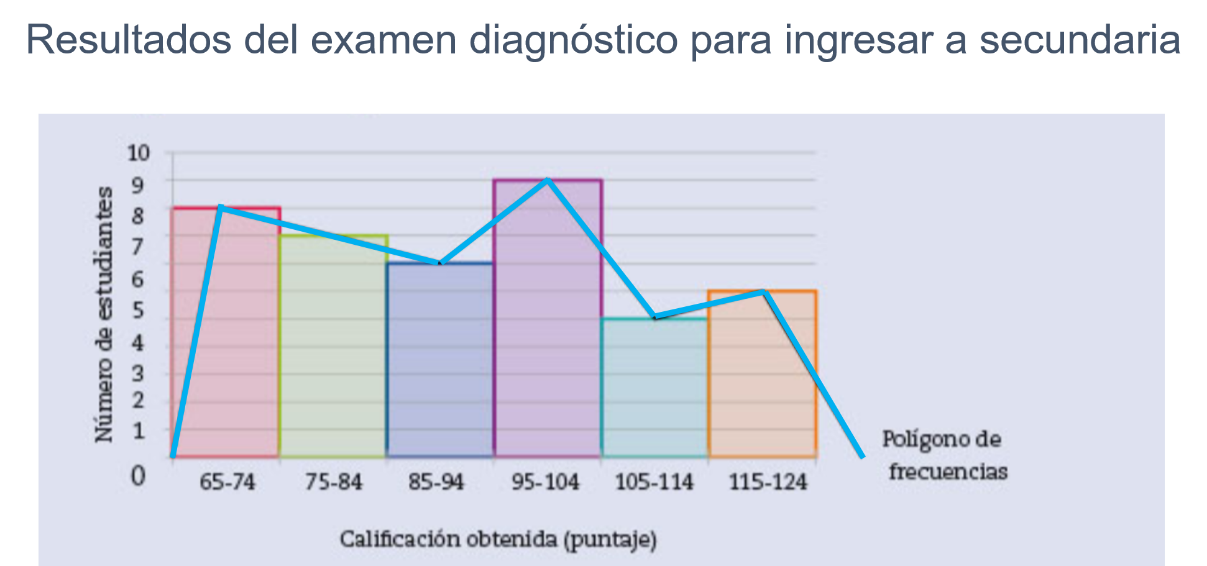 Resultados del examen diagnóstico para ingresar a secundaria
Número de estudiantes
10
9
8
7
6
5
4
3
2
1
0
65-74 75-84 85-94 95-104 105-114 115-124
Calificación obtenida (puntaje)
Polígono de
frecuencias